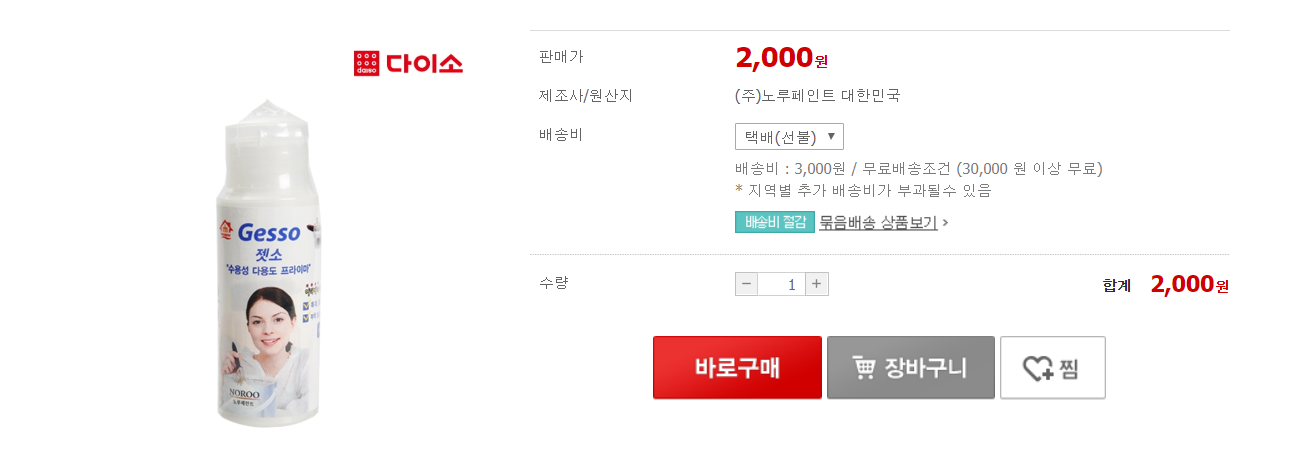 daiso 다이소
Gesso
젯소
"수용성 다용도 프라이마"
NOROO
노루페인트
판매가
2,000원
제조사/원산지
(주)노루페인트 대한민국
배송비
택배(선불) ▼
배송비 : 3,000원 / 무료배송조건 (30,000 원 이상 무료)
* 지역별 추가 배송비가 부과될수 있음
배송비 절감 묶음배송 상품보기 >
수량
− 1 +
합계 2,000원
바로구매
장바구니
찜